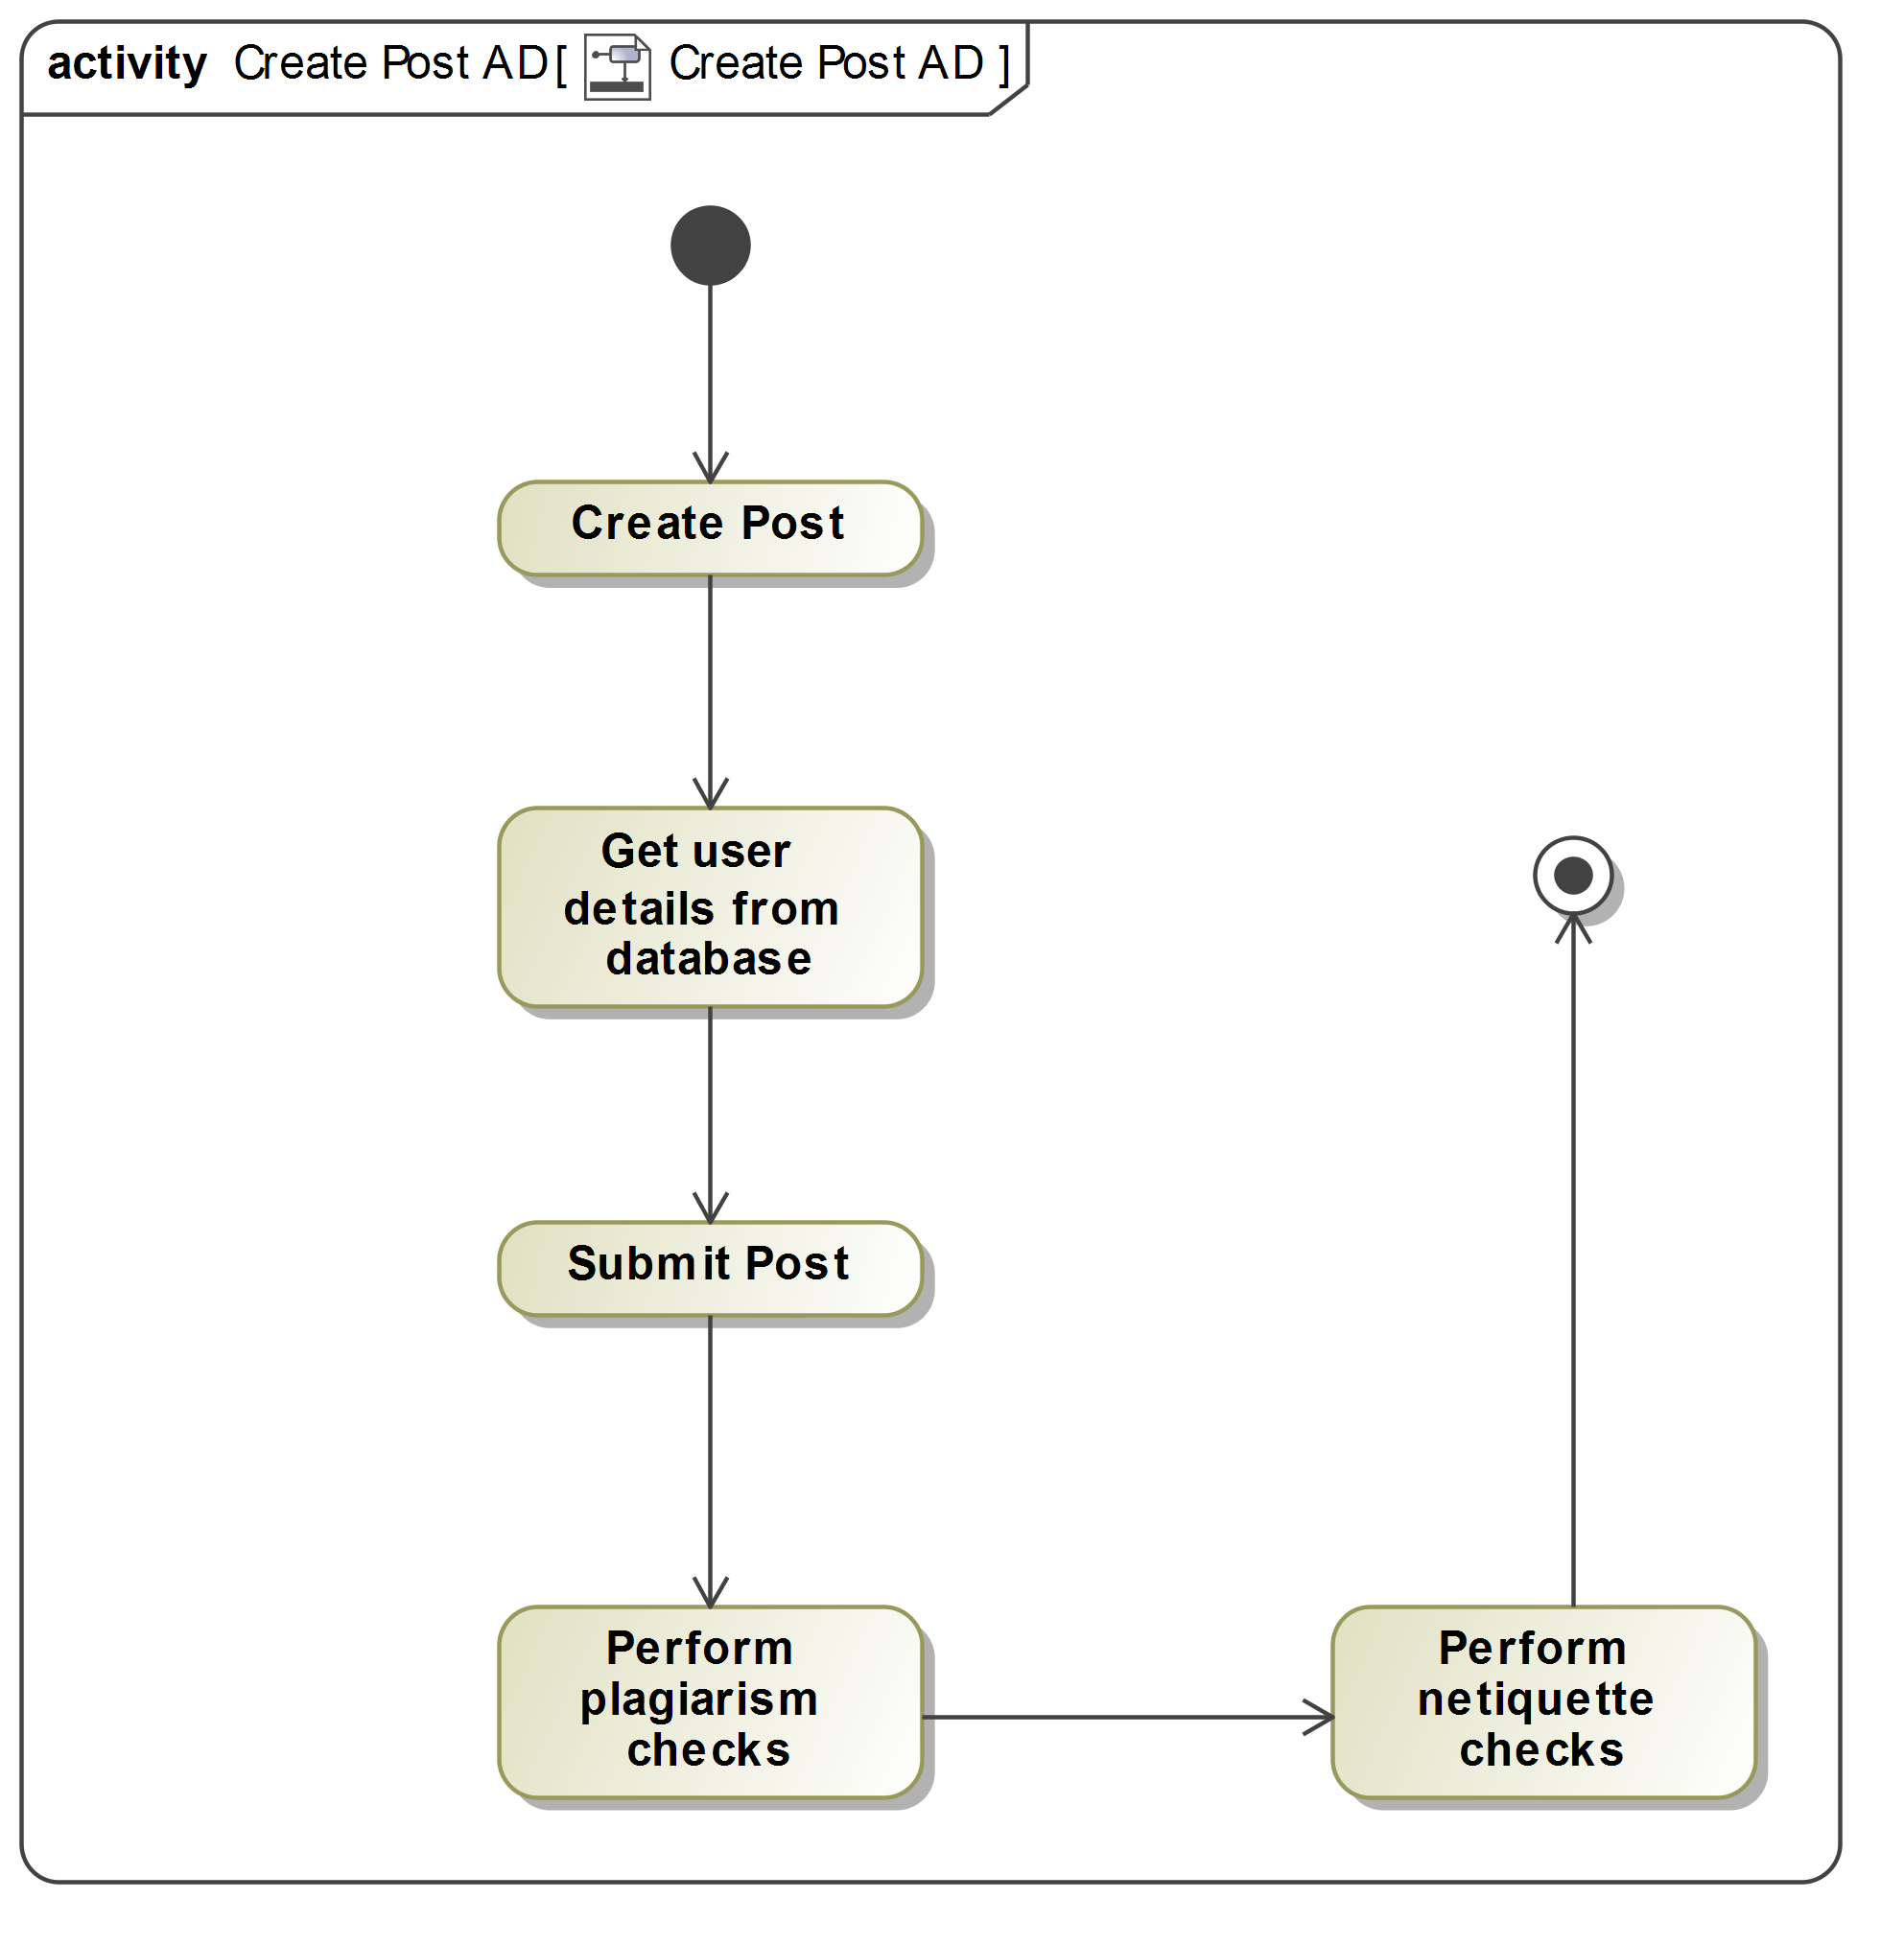 activity Create Post AD[ Create Post AD ]
Create Post
Get user
details from
database
Submit Post
Perform
plagiarism
checks
Perform
netiquette
checks